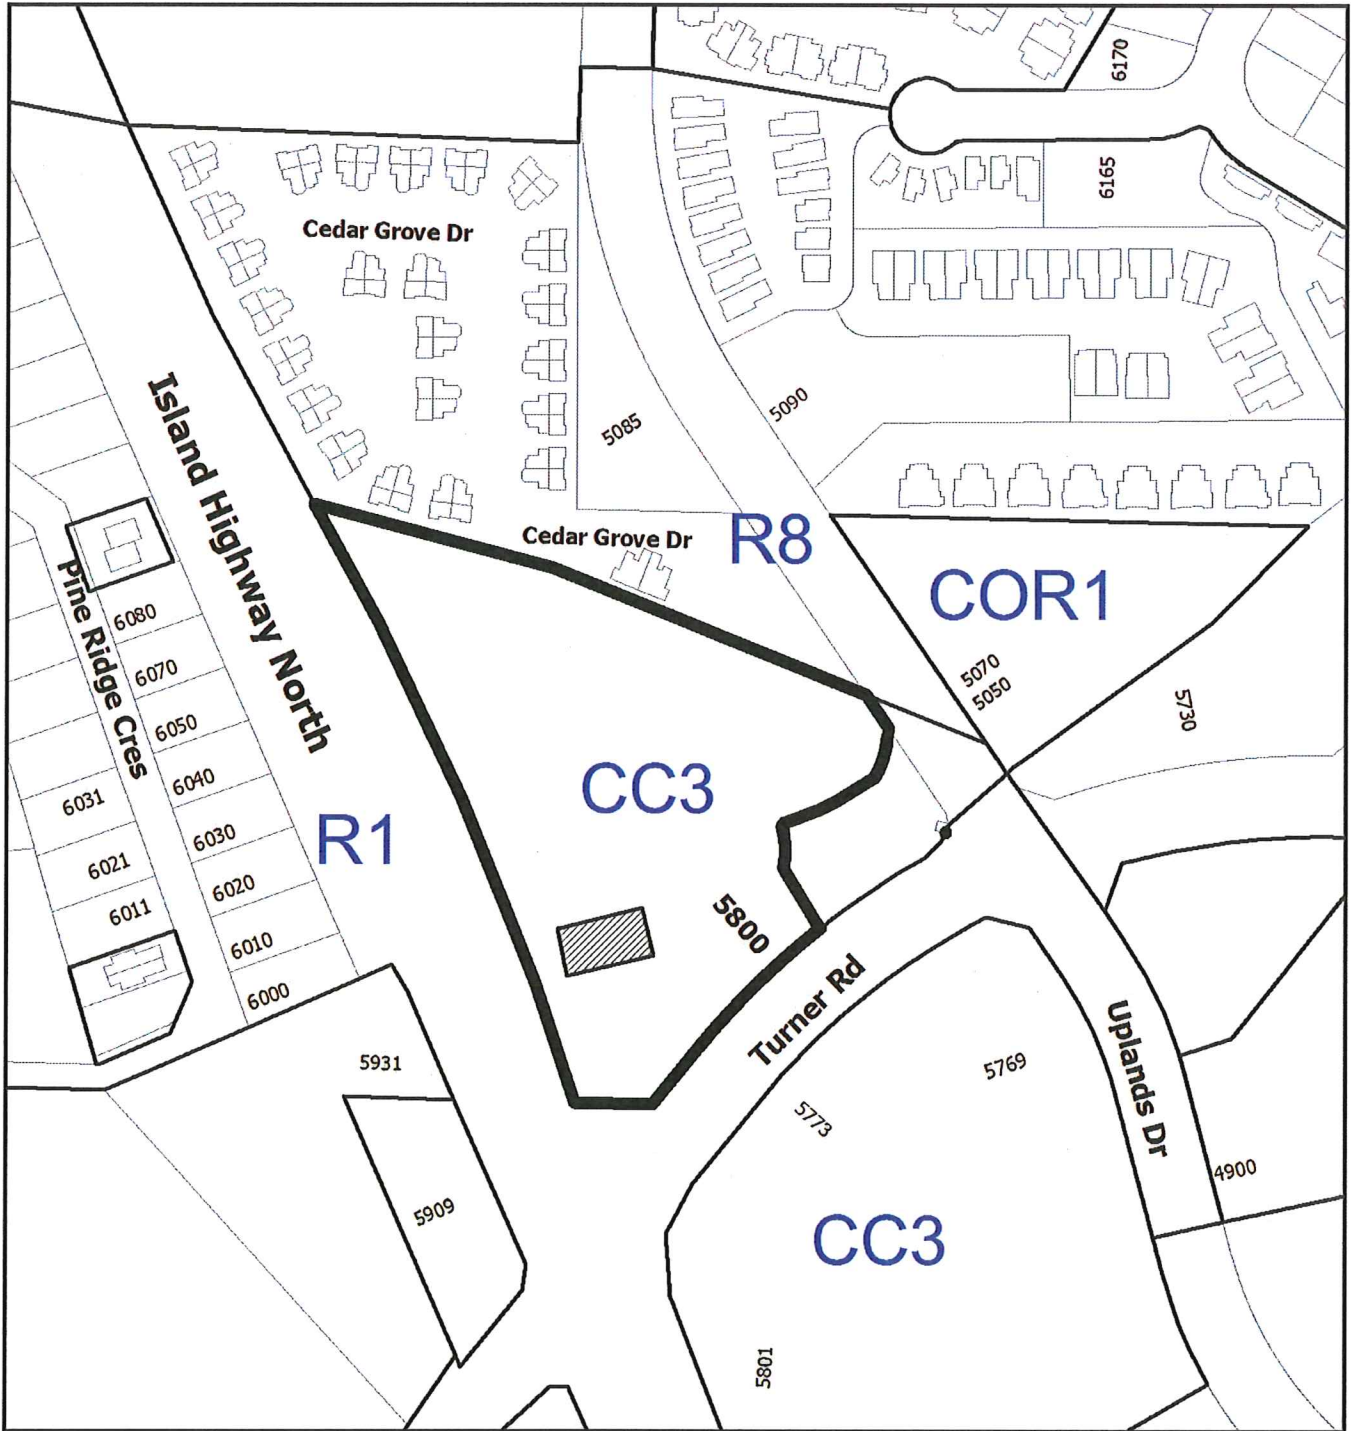 6170
6165
Cedar Grove Dr
Island Highway North
5085
5090
Cedar Grove Dr
R8
COR1
Pine Ridge Cres
6080
6070
6050
6040
6030
6020
6010
6000
6031
6021
6011
R1
CC3
5070
5050
5730
5800
Turner Rd
Uplands Dr
5931
5909
5773
5769
4900
CC3
5801